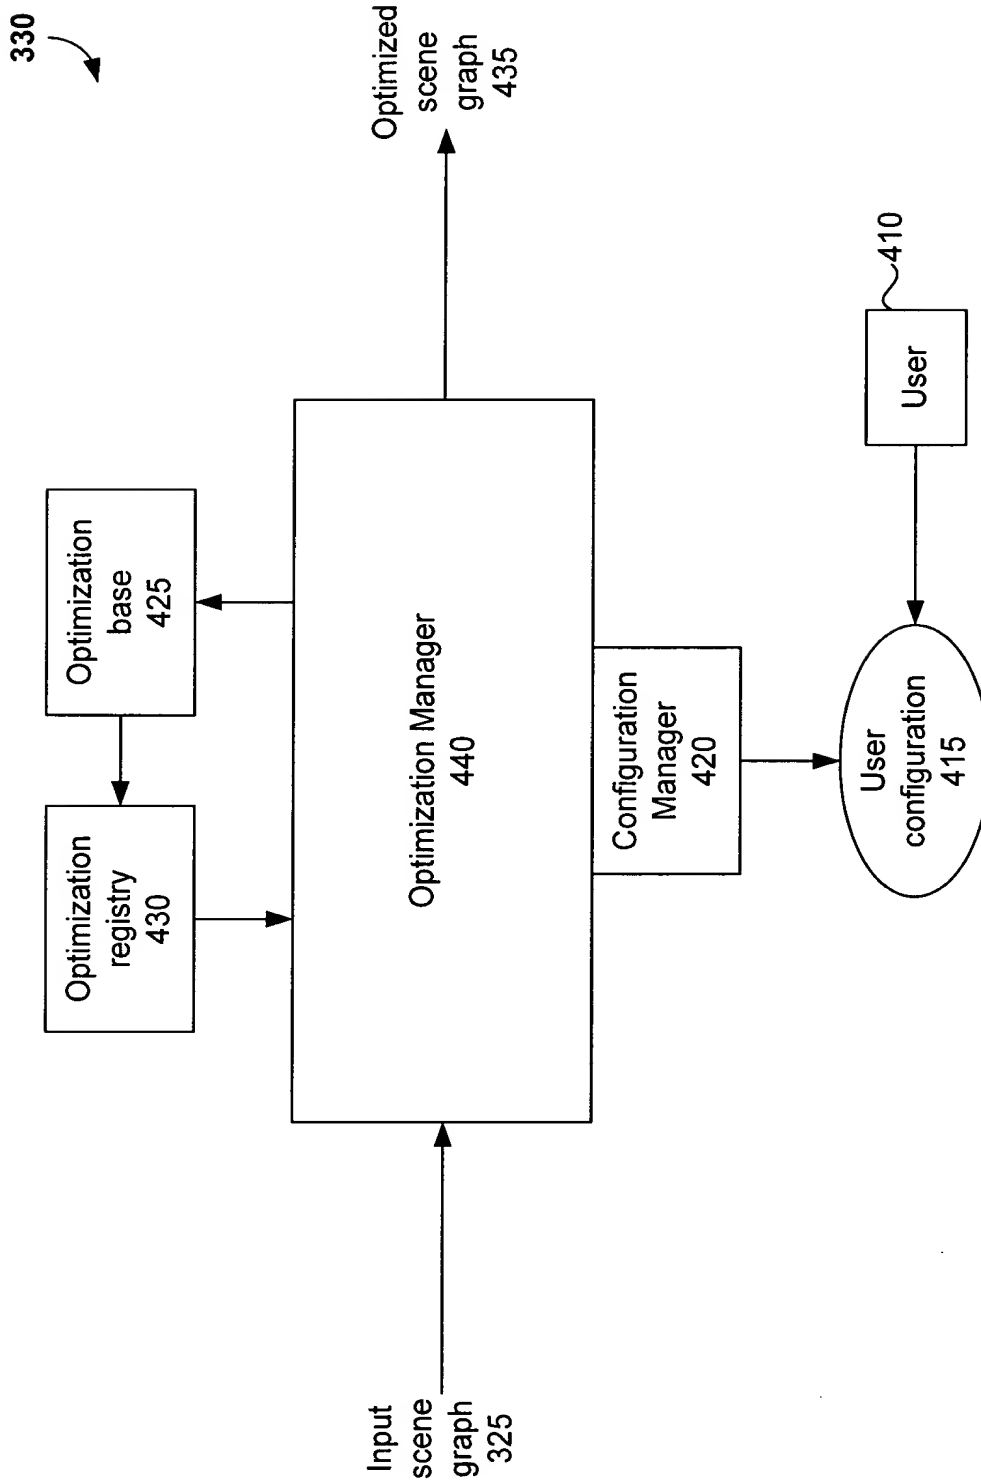 330
Optimization
registry
430
Optimization
base
425
Input
scene
graph
325
Optimization Manager
440
Optimized
scene
graph
435
Configuration
Manager
420
User
configuration
415
User
410